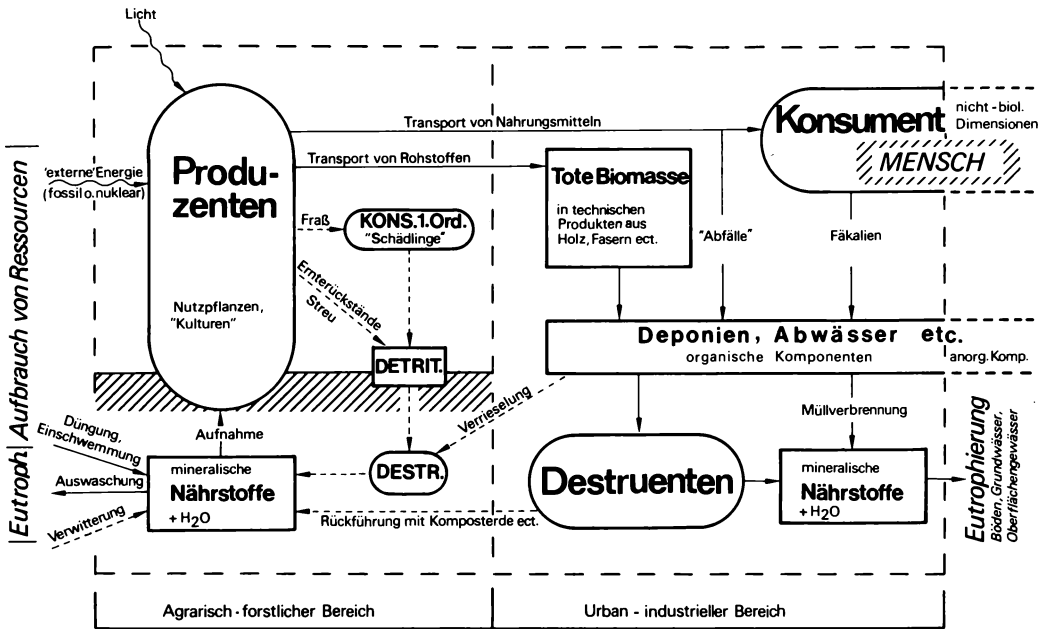 Licht
'externe' Energie
(fossil o. nuklear)
Aufbrauch von Ressourcen
Eutroph
Produ-
zenten
Nutzpflanzen,
"Kulturen"
Transport von Nahrungsmitteln
Transport von Rohstoffen
Fraß
KONS.1.Ord.
"Schädlinge"
Ernterückstände
Streu
DETRIT.
DESTR.
Verrieselung
Aufnahme
Düngung,
Einschwemmung
Auswaschung
Verwitterung
mineralische
Nährstoffe
+ H2O
Rückführung mit Komposterde ect.
Konsument
nicht-biol.
Dimensionen
MENSCH
Tote Biomasse
in technischen
Produkten aus
Holz, Fasern ect.
"Abfälle"
Fäkalien
Deponien, Abwässer etc.
organische Komponenten
anorg. Komp.
Müllverbrennung
Destruenten
mineralische
Nährstoffe
+ H2O
Eutrophierung
Böden, Grundwässer,
Oberflächengewässer
Agrarisch - forstlicher Bereich
Urban - industrieller Bereich